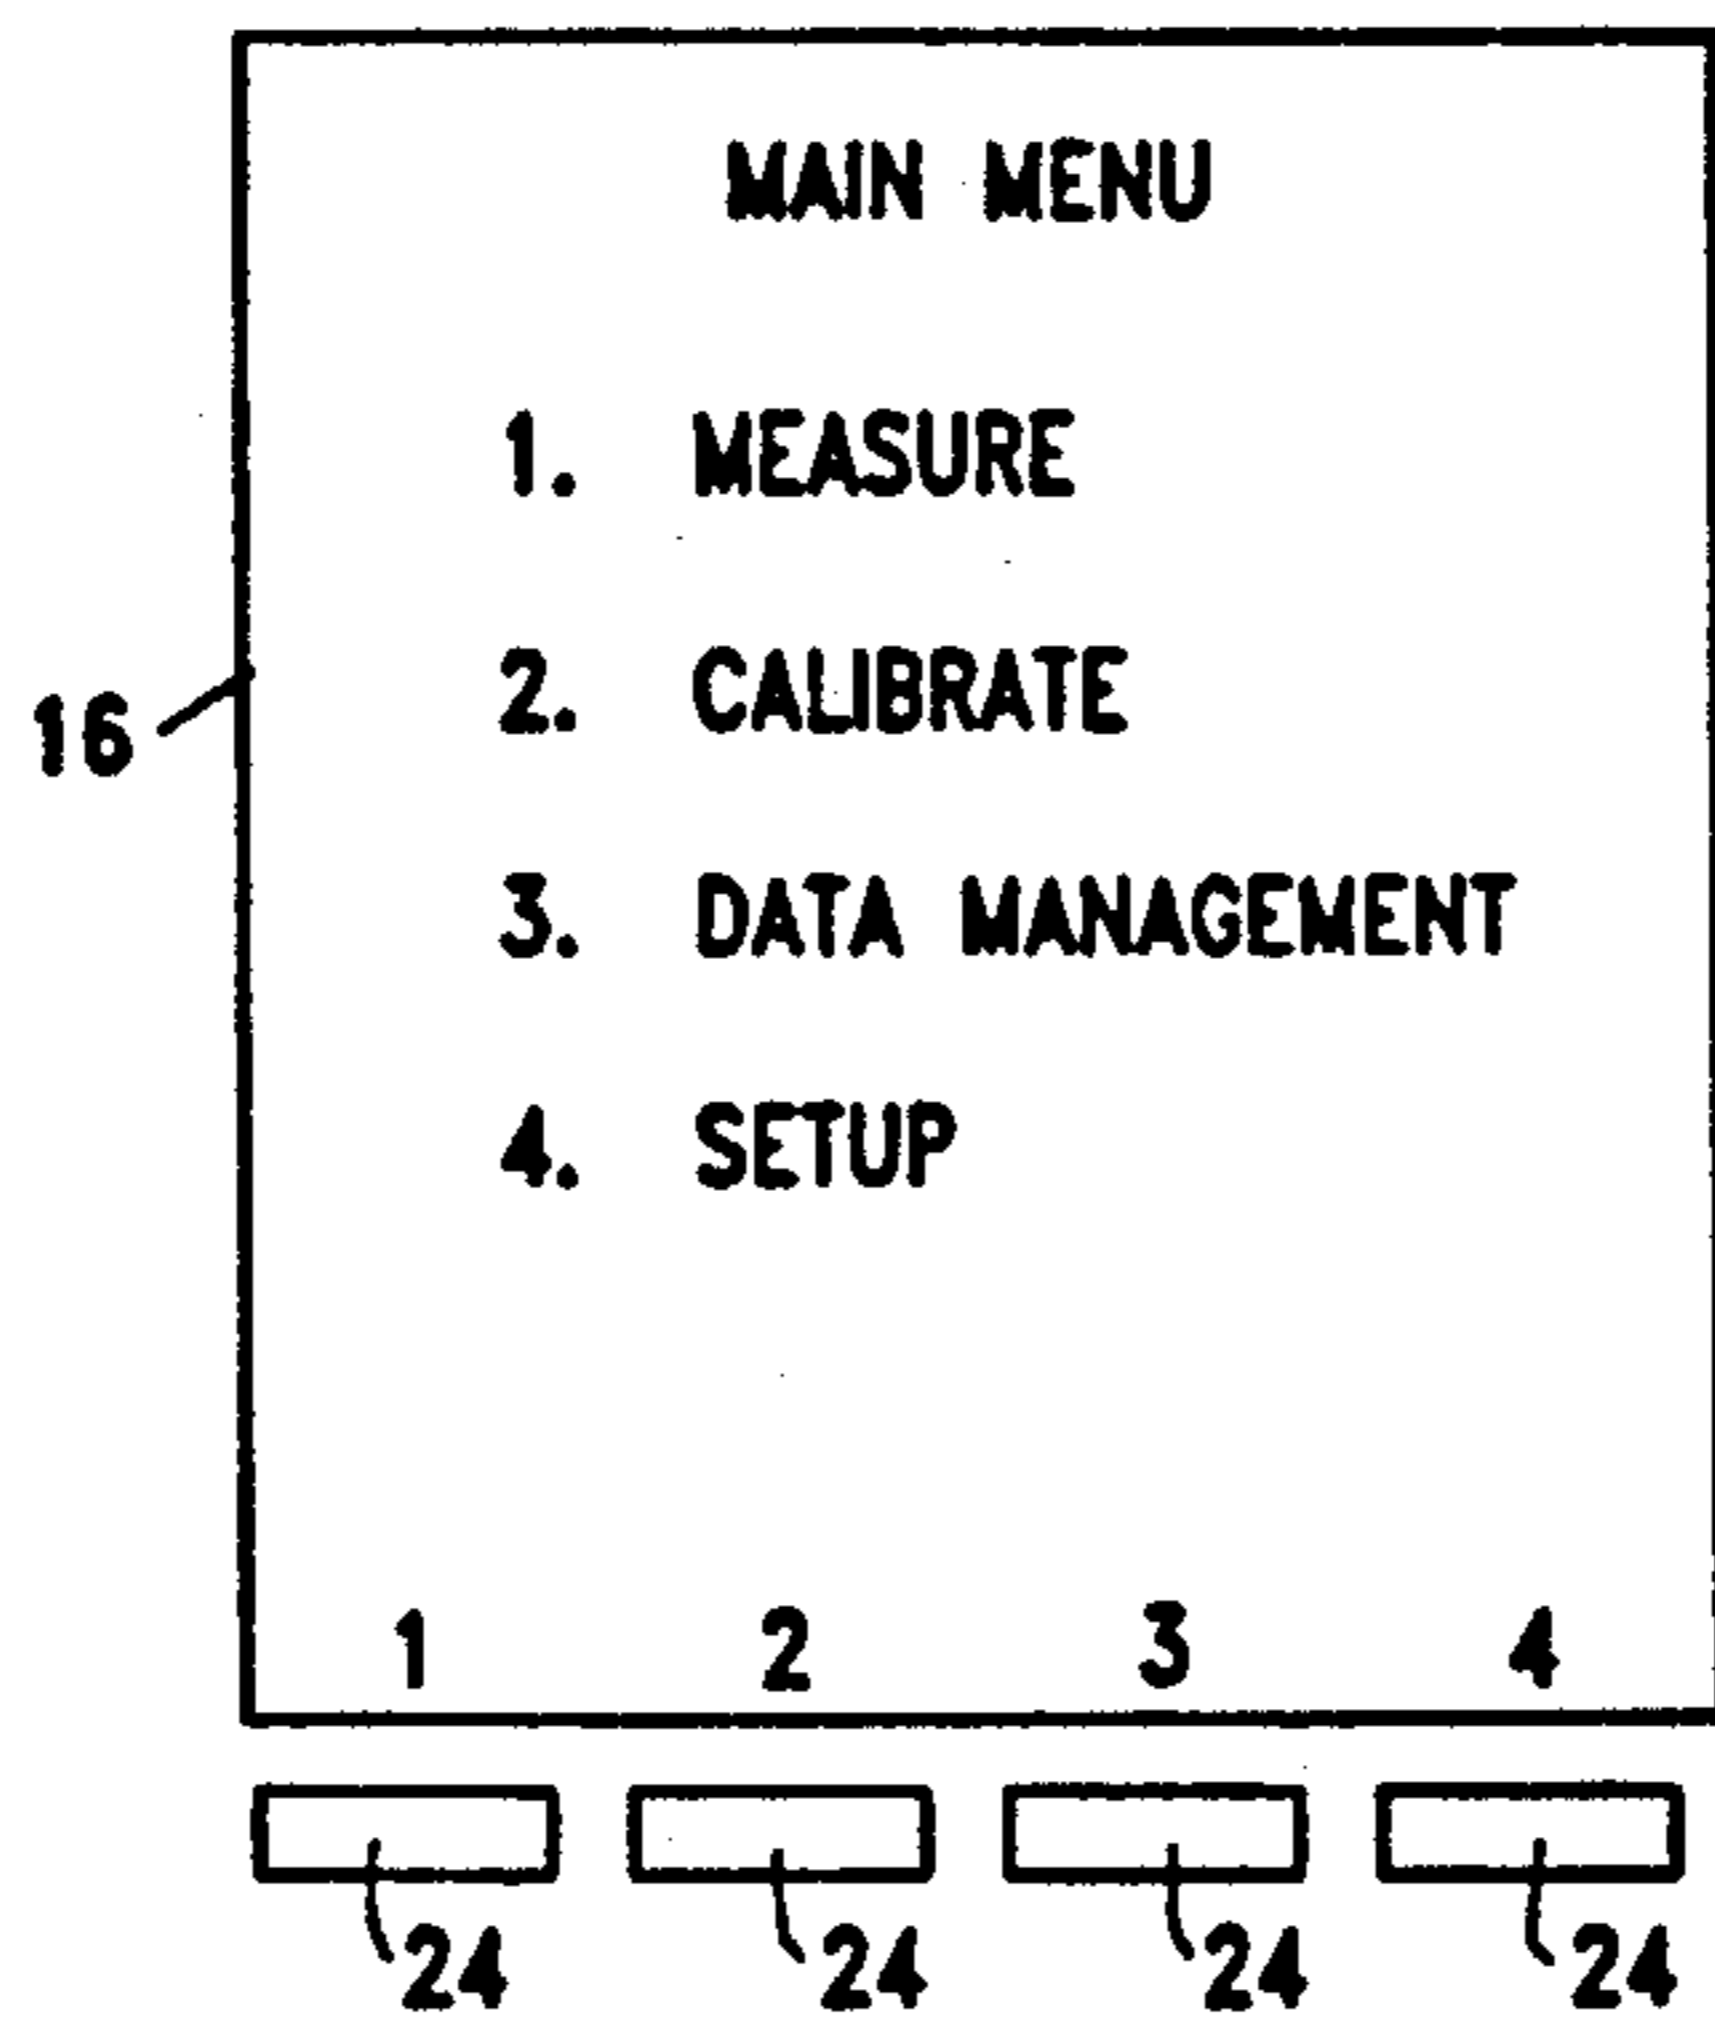 MAIN MENU
1. MEASURE
2. CALIBRATE
16
3. DATA MANAGEMENT
4. SETUP
1 2 3 4
24 24 24 24